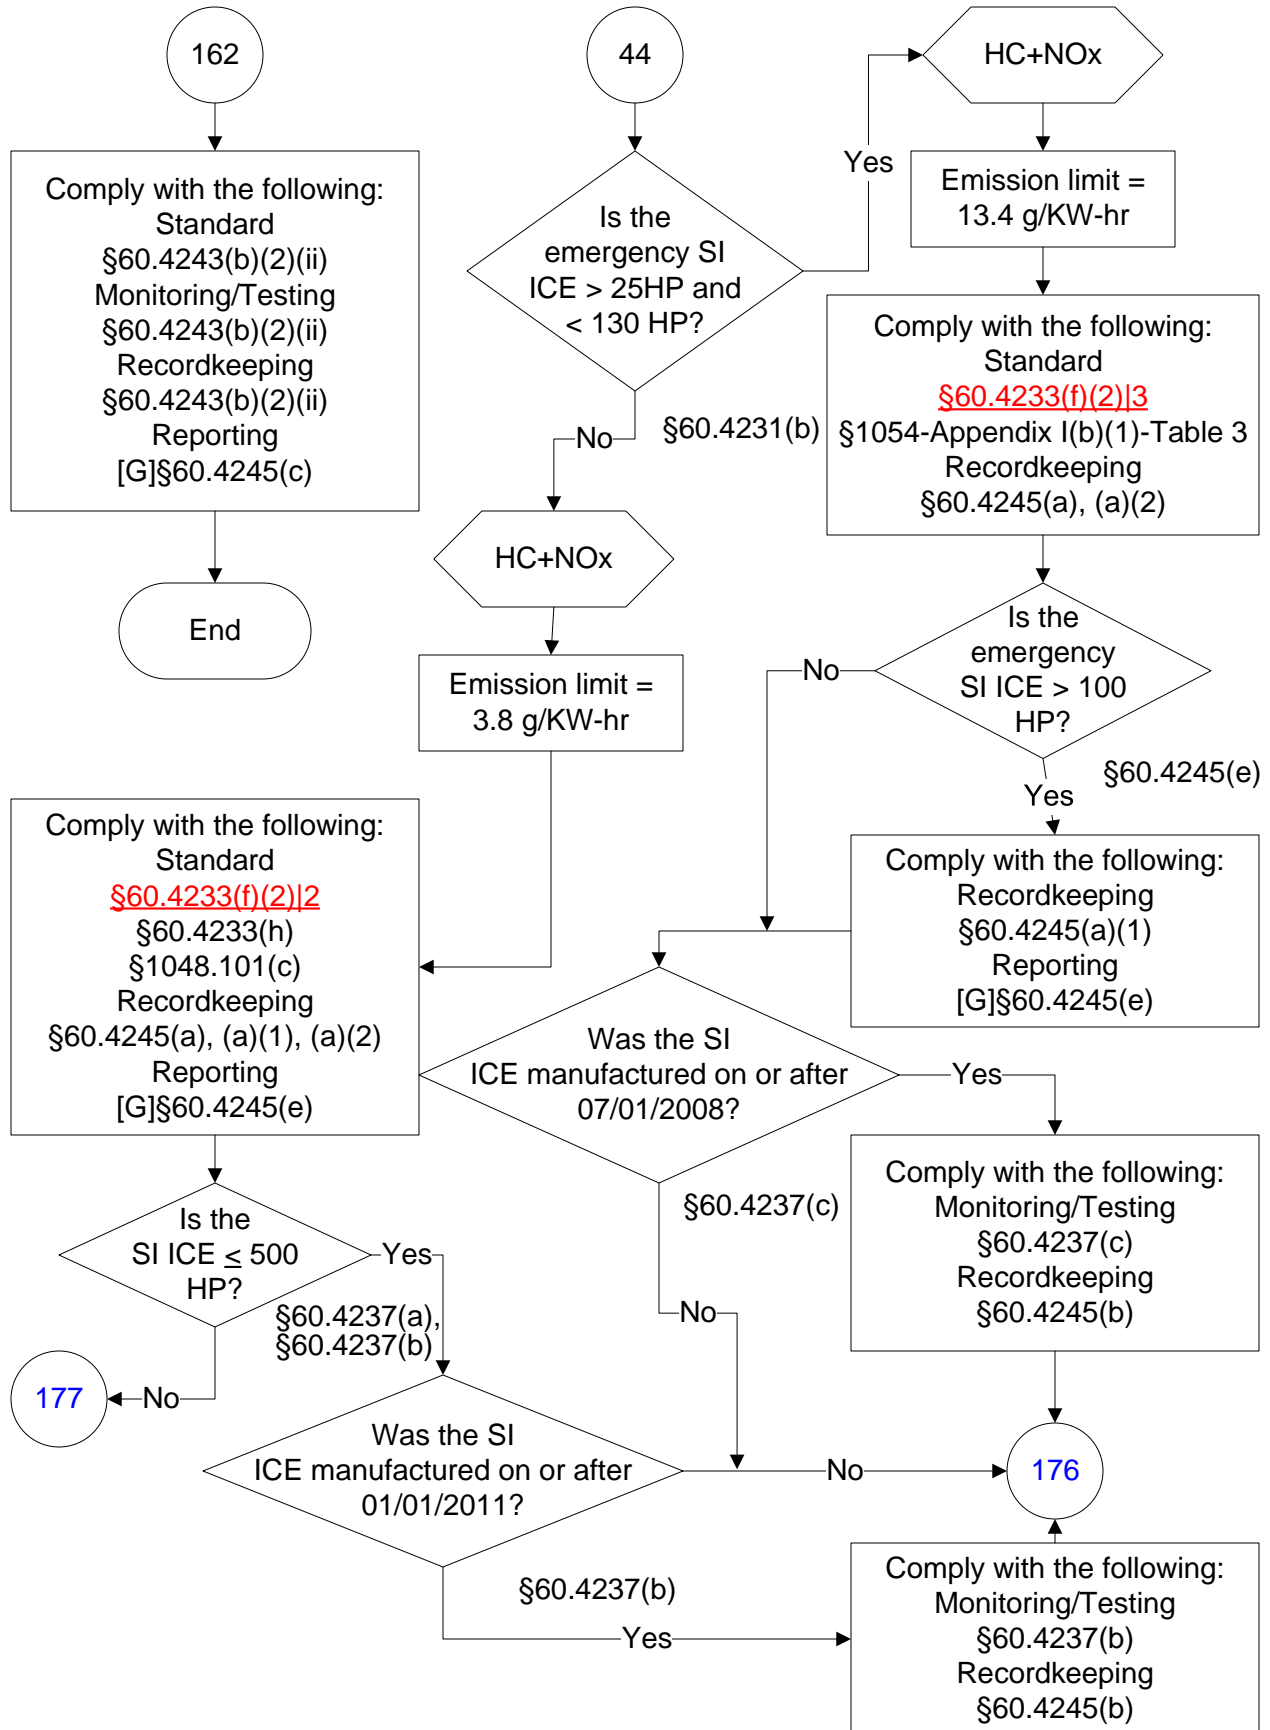 162
Comply with the following:
Standard
§60.4243(b)(2)(ii)
Monitoring/Testing
§60.4243(b)(2)(ii)
Recordkeeping
§60.4243(b)(2)(ii)
Reporting
[G]§60.4245(c)
End
44
Is the
emergency SI
ICE > 25HP and
< 130 HP?
Yes
HC+NOx
Emission limit =
13.4 g/KW-hr
Comply with the following:
Standard
§60.4233(f)(2)|3
§1054-Appendix I(b)(1)-Table 3
Recordkeeping
§60.4245(a), (a)(2)
No
§60.4231(b)
HC+NOx
Emission limit =
3.8 g/KW-hr
Is the
emergency
SI ICE > 100
HP?
No
Yes
§60.4245(e)
Comply with the following:
Recordkeeping
§60.4245(a)(1)
Reporting
[G]§60.4245(e)
Comply with the following:
Standard
§60.4233(f)(2)|2
§60.4233(h)
§1048.101(c)
Recordkeeping
§60.4245(a), (a)(1), (a)(2)
Reporting
[G]§60.4245(e)
Was the SI
ICE manufactured on or after
07/01/2008?
Yes
§60.4237(c)
No
Comply with the following:
Monitoring/Testing
§60.4237(c)
Recordkeeping
§60.4245(b)
Is the
SI ICE ≤ 500
HP?
Yes
§60.4237(a),
§60.4237(b)
No
177
Was the SI
ICE manufactured on or after
01/01/2011?
No
176
§60.4237(b)
Yes
Comply with the following:
Monitoring/Testing
§60.4237(b)
Recordkeeping
§60.4245(b)